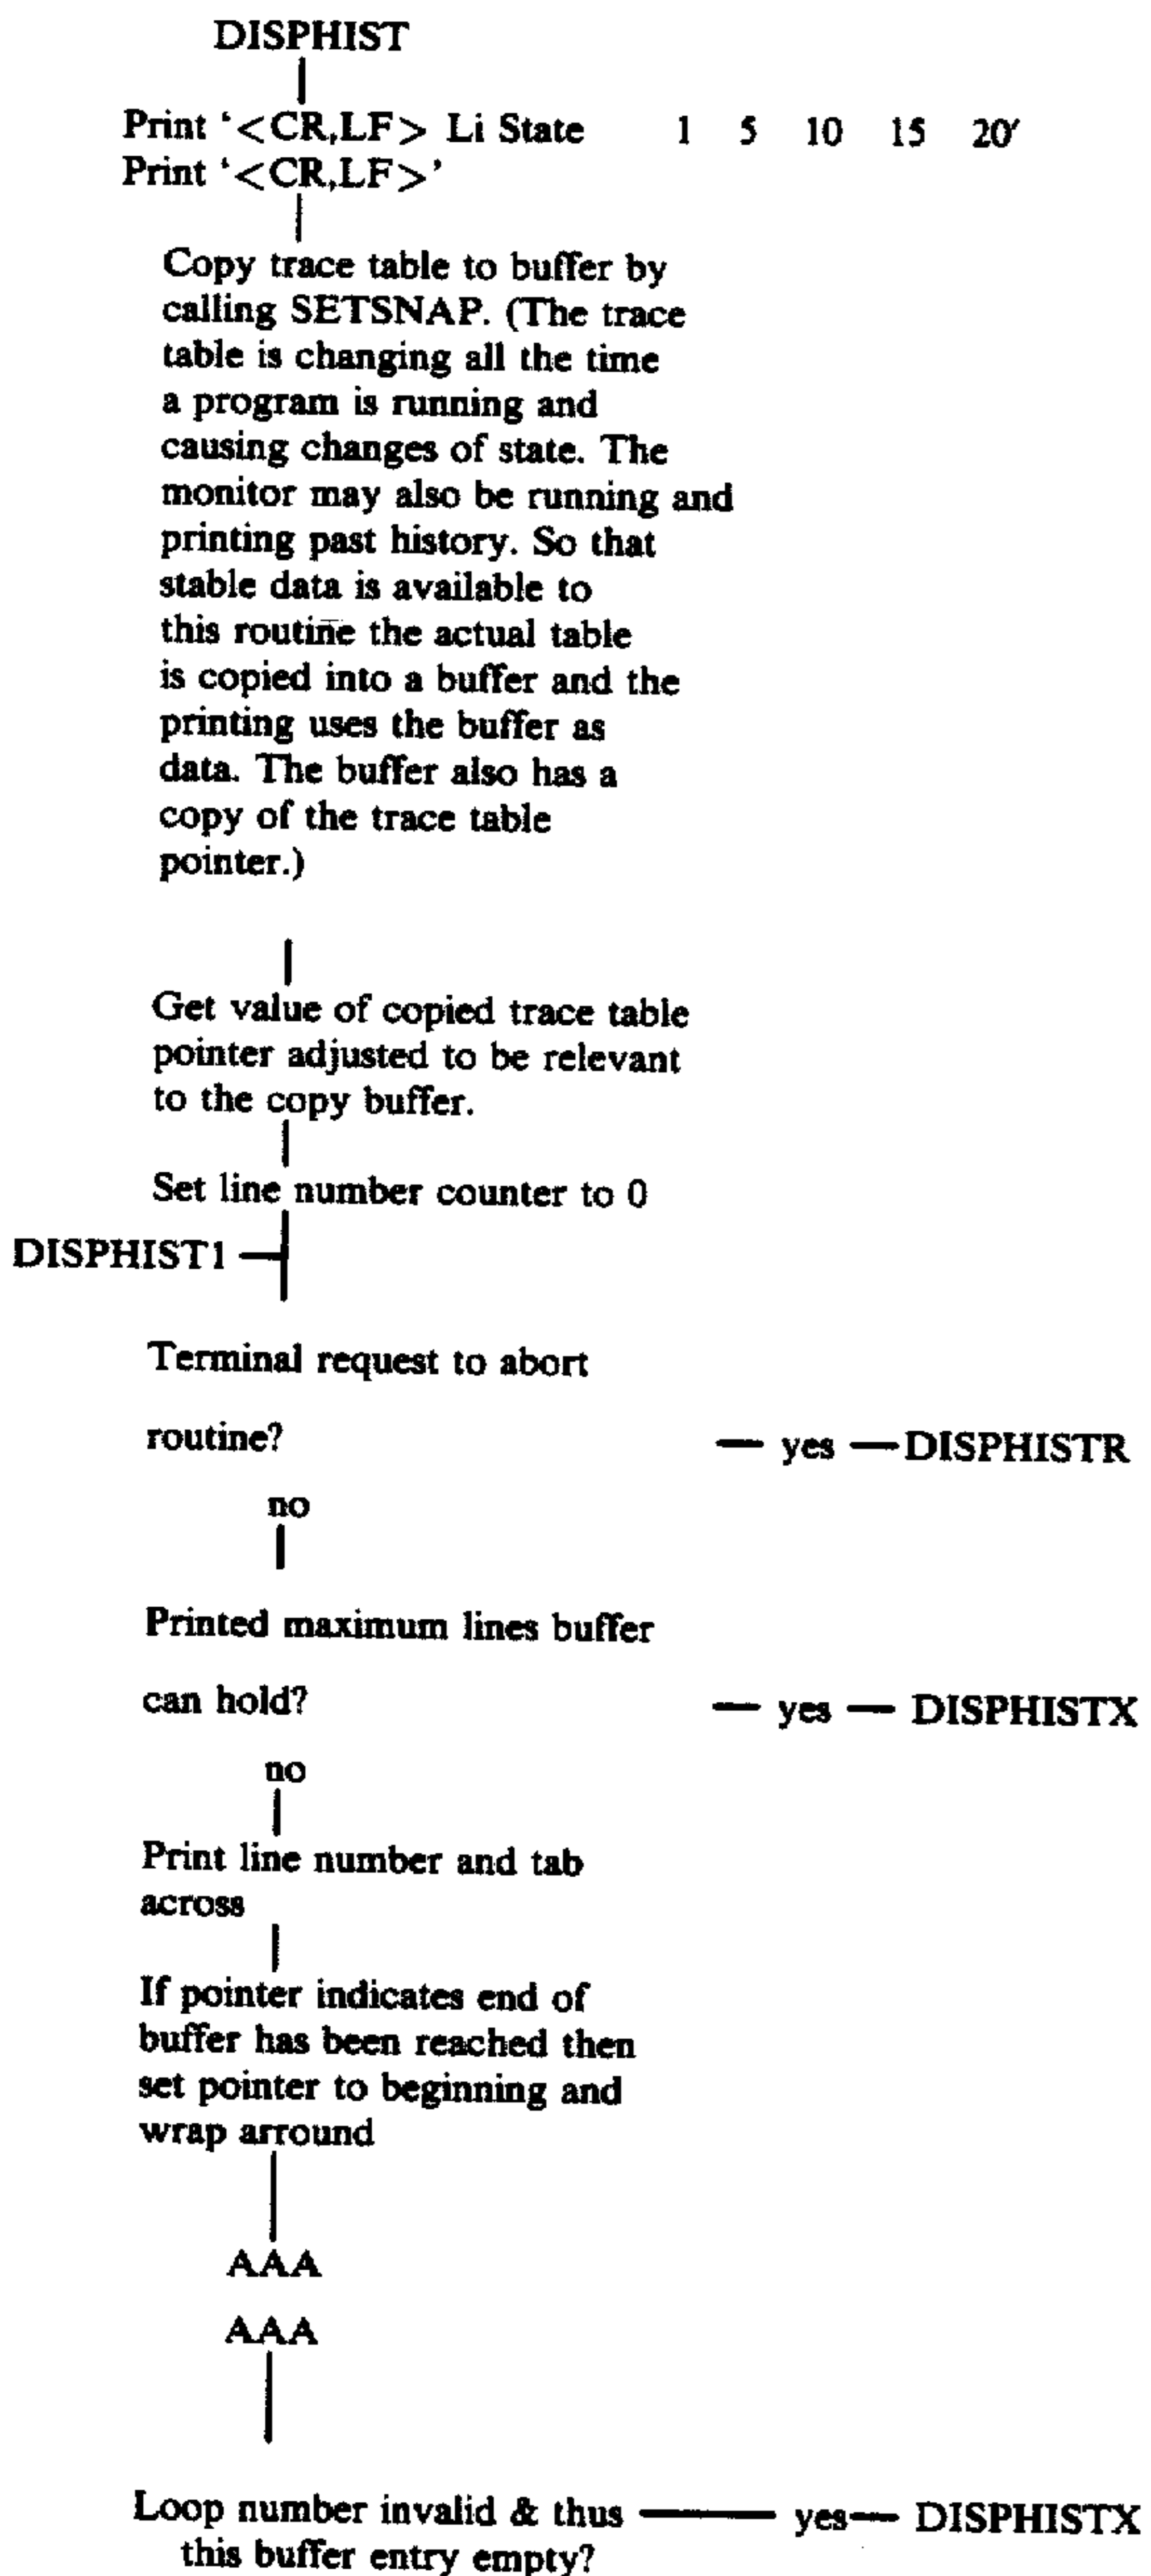 DISPHIST
Print ‘<CR,LF> Li State 1 5 10 15 20′
Print ‘<CR,LF>’
Copy trace table to buffer by
calling SETSNAP. (The trace
table is changing all the time
a program is running and
causing changes of state. The
monitor may also be running and
printing past history. So that
stable data is available to
this routine the actual table
is copied into a buffer and the
printing uses the buffer as
data. The buffer also has a
copy of the trace table
pointer.)
Get value of copied trace table
pointer adjusted to be relevant
to the copy buffer.
Set line number counter to 0
DISPHIST1
Terminal request to abort
routine? — yes — DISPHISTR
no
Printed maximum lines buffer
can hold? — yes — DISPHISTX
no
Print line number and tab
across
If pointer indicates end of
buffer has been reached then
set pointer to beginning and
wrap arround
AAA
AAA
Loop number invalid & thus — yes — DISPHISTX
this buffer entry empty?